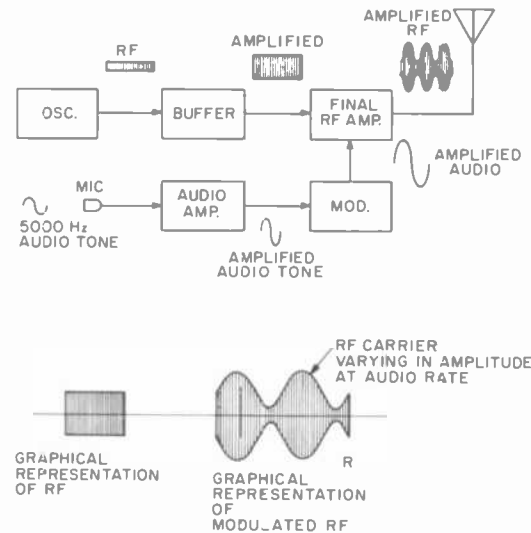 AMPLIFIED
RF
RF
AMPLIFIED
OSC.
BUFFER
FINAL
RF AMP.
AMPLIFIED
AUDIO
MIC
AUDIO
AMP.
MOD.
5000 Hz
AUDIO TONE
AMPLIFIED
AUDIO TONE
RF CARRIER
VARYING IN AMPLITUDE
AT AUDIO RATE
R
GRAPHICAL
REPRESENTATION
OF RF
GRAPHICAL
REPRESENTATION
OF
MODULATED RF